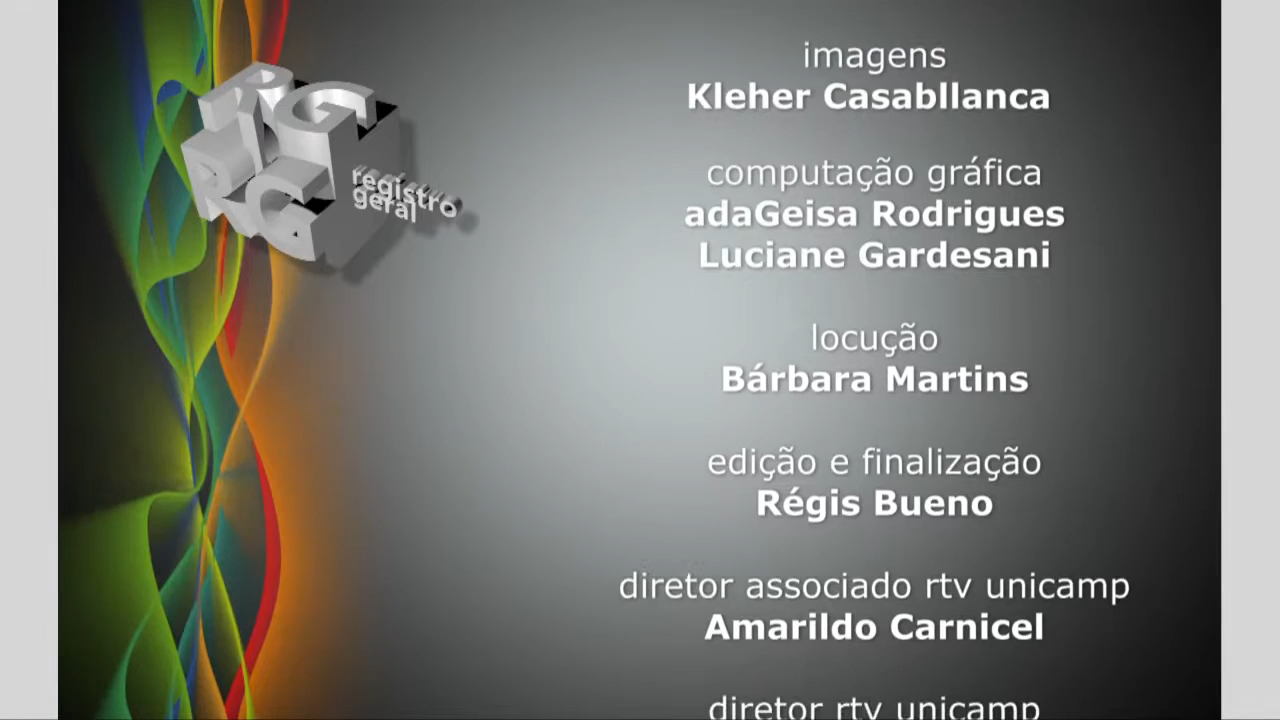 RG
RG
registro
geral
imagens
Kleher Casabllanca
computação gráfica
adaGeisa Rodrigues
Luciane Gardesani
locução
Bárbara Martins
edição e finalização
Régis Bueno
diretor associado rtv unicamp
Amarildo Carnicel
diretor rtv unicamp